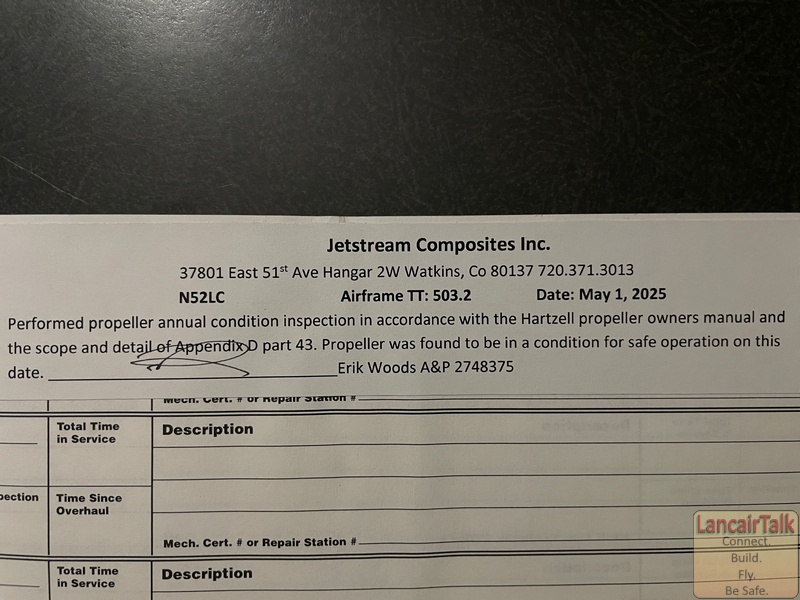 Jetstream Composites Inc.
37801 East 51st Ave Hangar 2W Watkins, Co 80137 720.371.3013
N52LC Airframe TT: 503.2 Date: May 1, 2025
Performed propeller annual condition inspection in accordance with the Hartzell propeller owners manual and
the scope and detail of Appendix D part 43. Propeller was found to be in a condition for safe operation on this
date. Erik Woods A&P 2748375
Mech. Cert. # or Repair Station #
Total Time
in Service
Description
pection
Time Since
Overhaul
Mech. Cert. # or Repair Station #
Total Time
in Service
Description
LancairTalk
Connect.
Build.
Fly.
Be Safe.